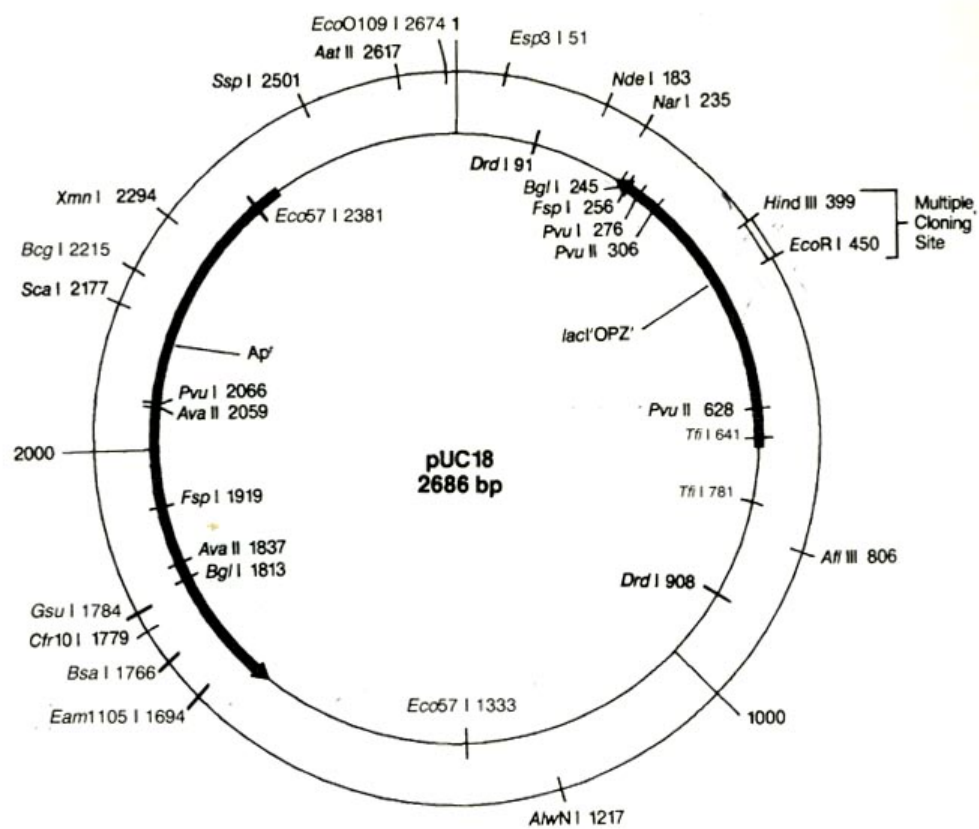 EcoO109 I 2674 1
Esp3 I 51
Aat II 2617
Ssp I 2501
Nde I 183
Nar I 235
Drd I 91
Bgl I 245
Fsp I 256
Pvu I 276
Pvu II 306
Xmn I 2294
Eco57 I 2381
Hind III 399
EcoR I 450
Multiple
Cloning
Site
Bcg I 2215
Sca I 2177
lacI'OPZ'
Apʳ
Pvu I 2066
Ava II 2059
Pvu II 628
Tfi I 641
2000
pUC18
2686 bp
Fsp I 1919
Tfi I 781
Ava II 1837
Bgl I 1813
Afl III 806
Drd I 908
Gsu I 1784
Cfr10 I 1779
Bsa I 1766
Eam1105 I 1694
Eco57 I 1333
1000
AlwN I 1217